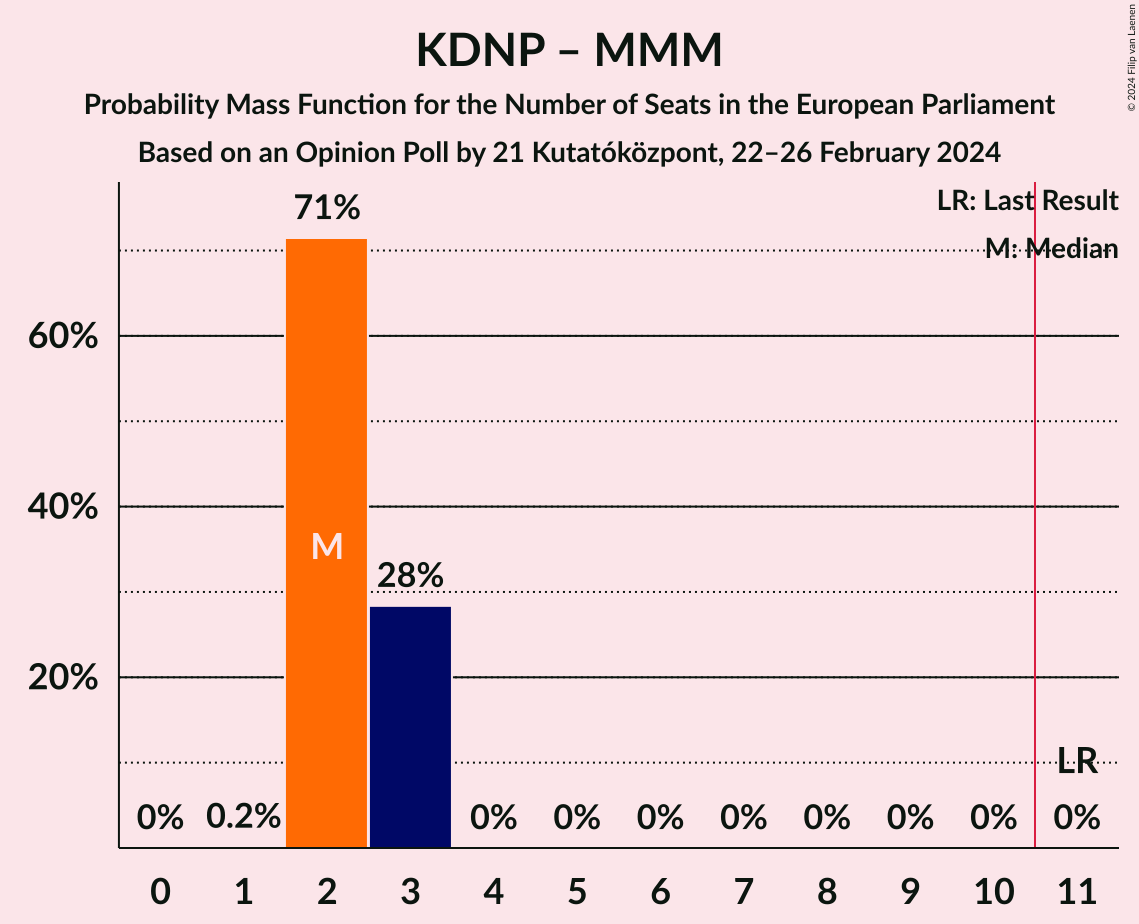 © 2024 Filip van Laenen
KDNP – MMM
Probability Mass Function for the Number of Seats in the European Parliament
Based on an Opinion Poll by 21 Kutatóközpont, 22–26 February 2024
LR: Last Result
M: Median
71%
60%
40%
M
28%
20%
LR
0% 0.2% 0% 0% 0% 0% 0% 0% 0% 0%
0 1 2 3 4 5 6 7 8 9 10 11